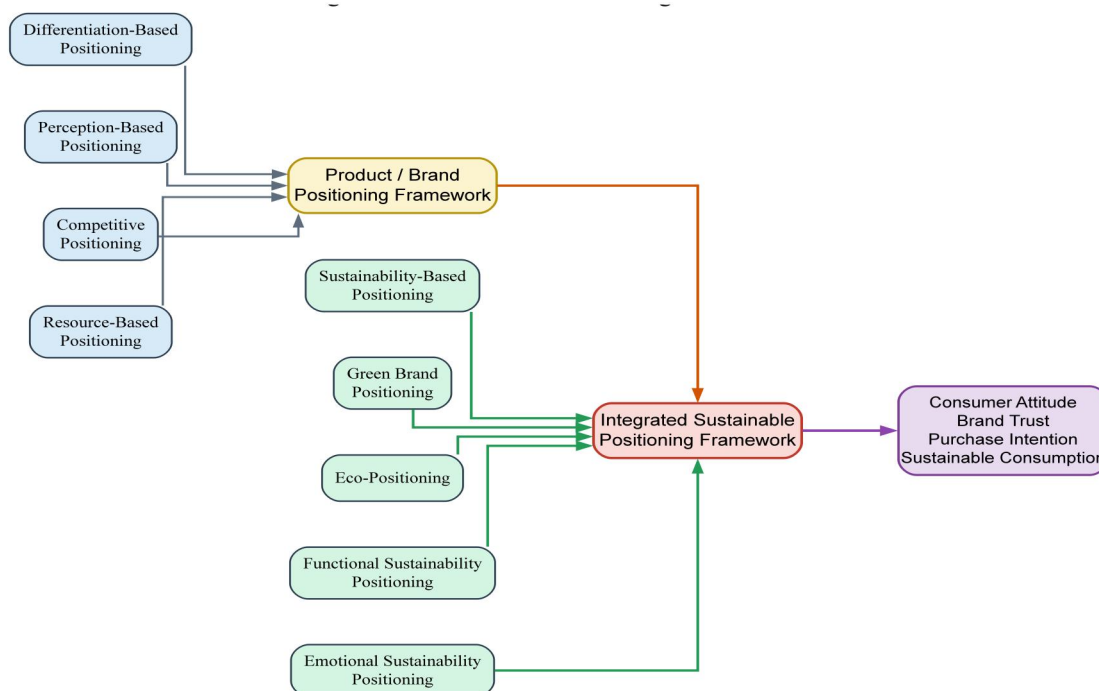 Differentiation-Based
Positioning
Perception-Based
Positioning
Product / Brand
Positioning Framework
Competitive
Positioning
Sustainability-Based
Positioning
Resource-Based
Positioning
Green Brand
Positioning
Integrated Sustainable
Positioning Framework
Consumer Attitude
Brand Trust
Purchase Intention
Sustainable Consumption
Eco-Positioning
Functional Sustainability
Positioning
Emotional Sustainability
Positioning